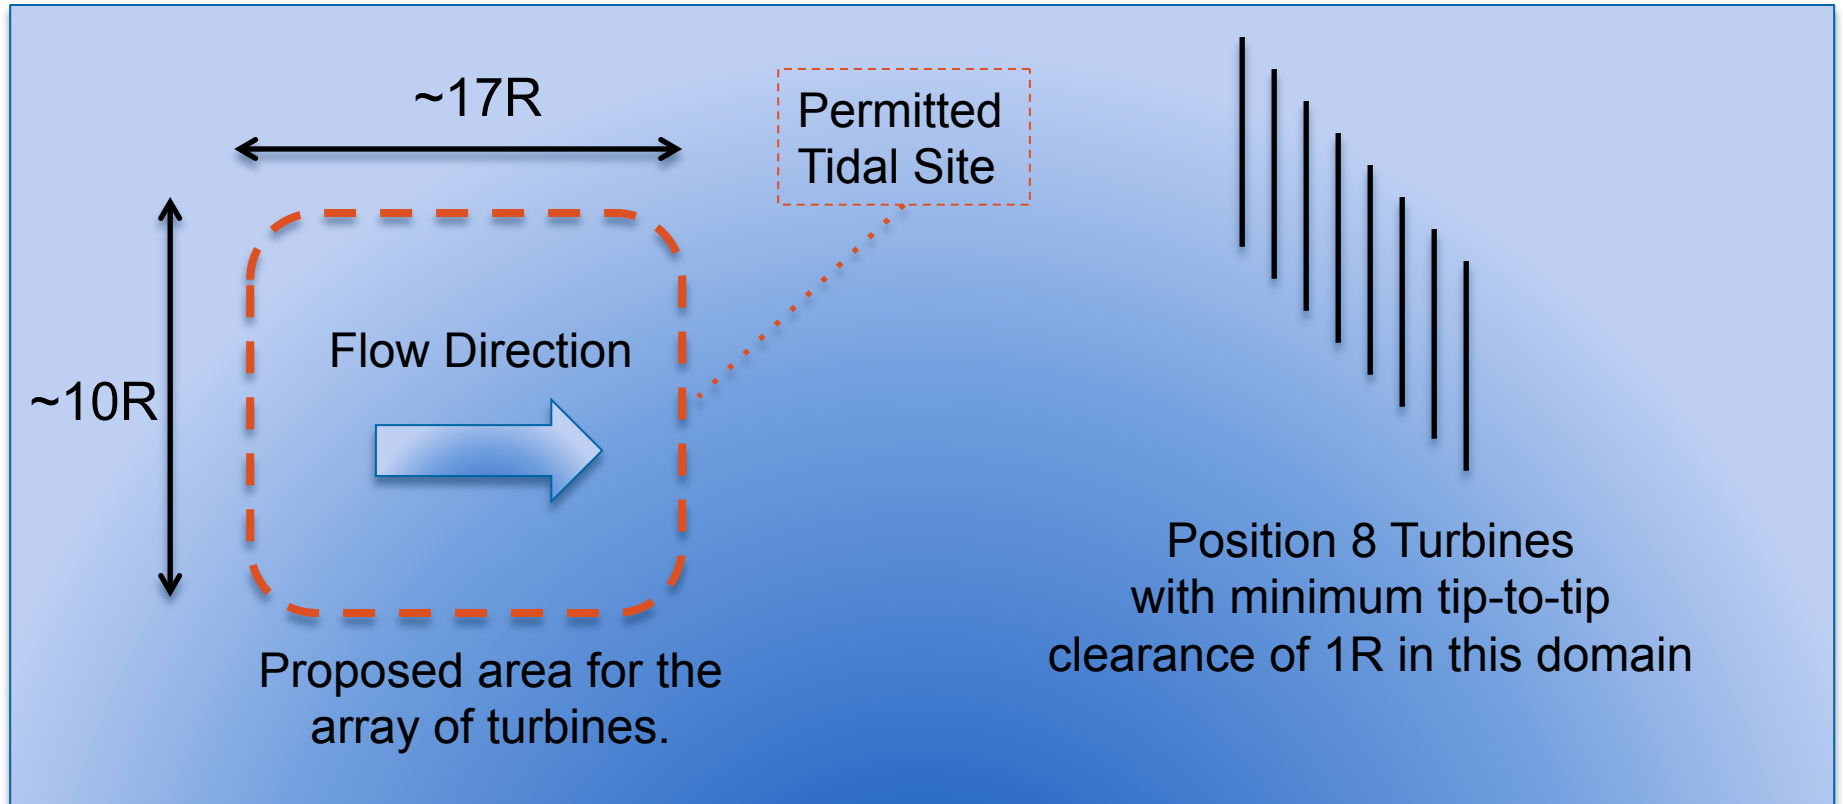 ~17R
Permitted
Tidal Site
Flow Direction
~10R
Proposed area for the
array of turbines.
Position 8 Turbines
with minimum tip-to-tip
clearance of 1R in this domain